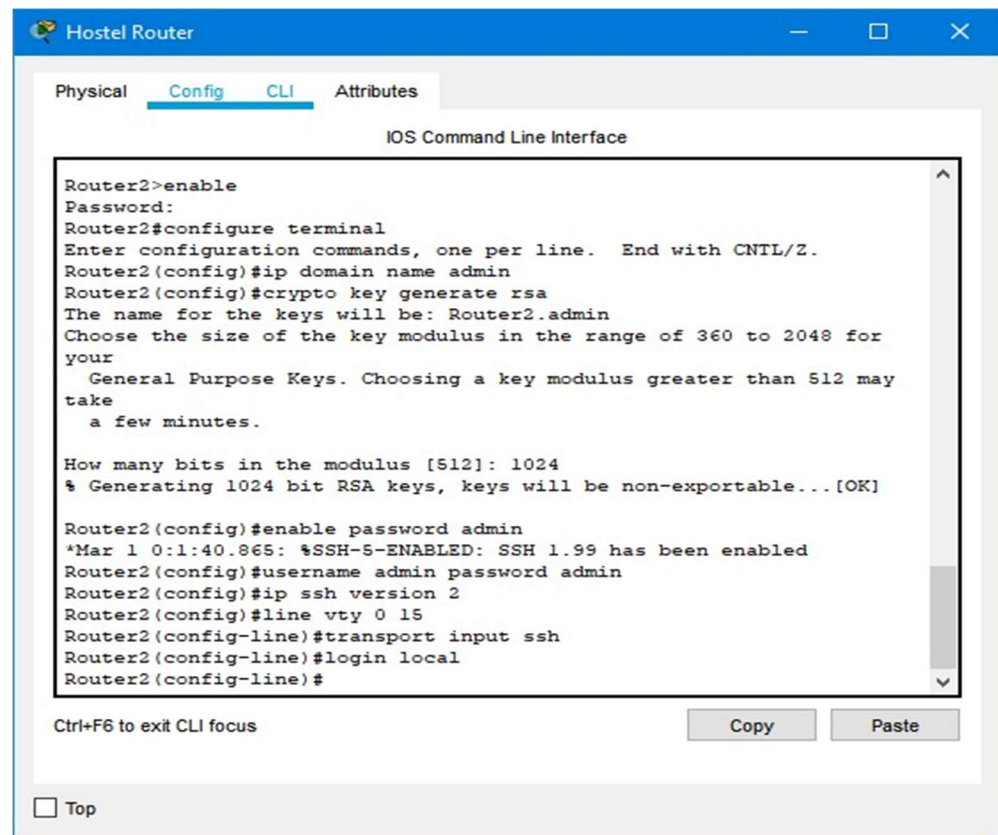 Hostel Router
Physical Config CLI Attributes
IOS Command Line Interface
Router2>enable
Password:
Router2#configure terminal
Enter configuration commands, one per line.  End with CNTL/Z.
Router2(config)#ip domain name admin
Router2(config)#crypto key generate rsa
The name for the keys will be: Router2.admin
Choose the size of the key modulus in the range of 360 to 2048 for
your
  General Purpose Keys. Choosing a key modulus greater than 512 may
take
  a few minutes.
How many bits in the modulus [512]: 1024
% Generating 1024 bit RSA keys, keys will be non-exportable...[OK]
Router2(config)#enable password admin
*Mar 1 0:1:40.865: %SSH-5-ENABLED: SSH 1.99 has been enabled
Router2(config)#username admin password admin
Router2(config)#ip ssh version 2
Router2(config)#line vty 0 15
Router2(config-line)#transport input ssh
Router2(config-line)#login local
Router2(config-line)#
Ctrl+F6 to exit CLI focus Copy Paste
Top